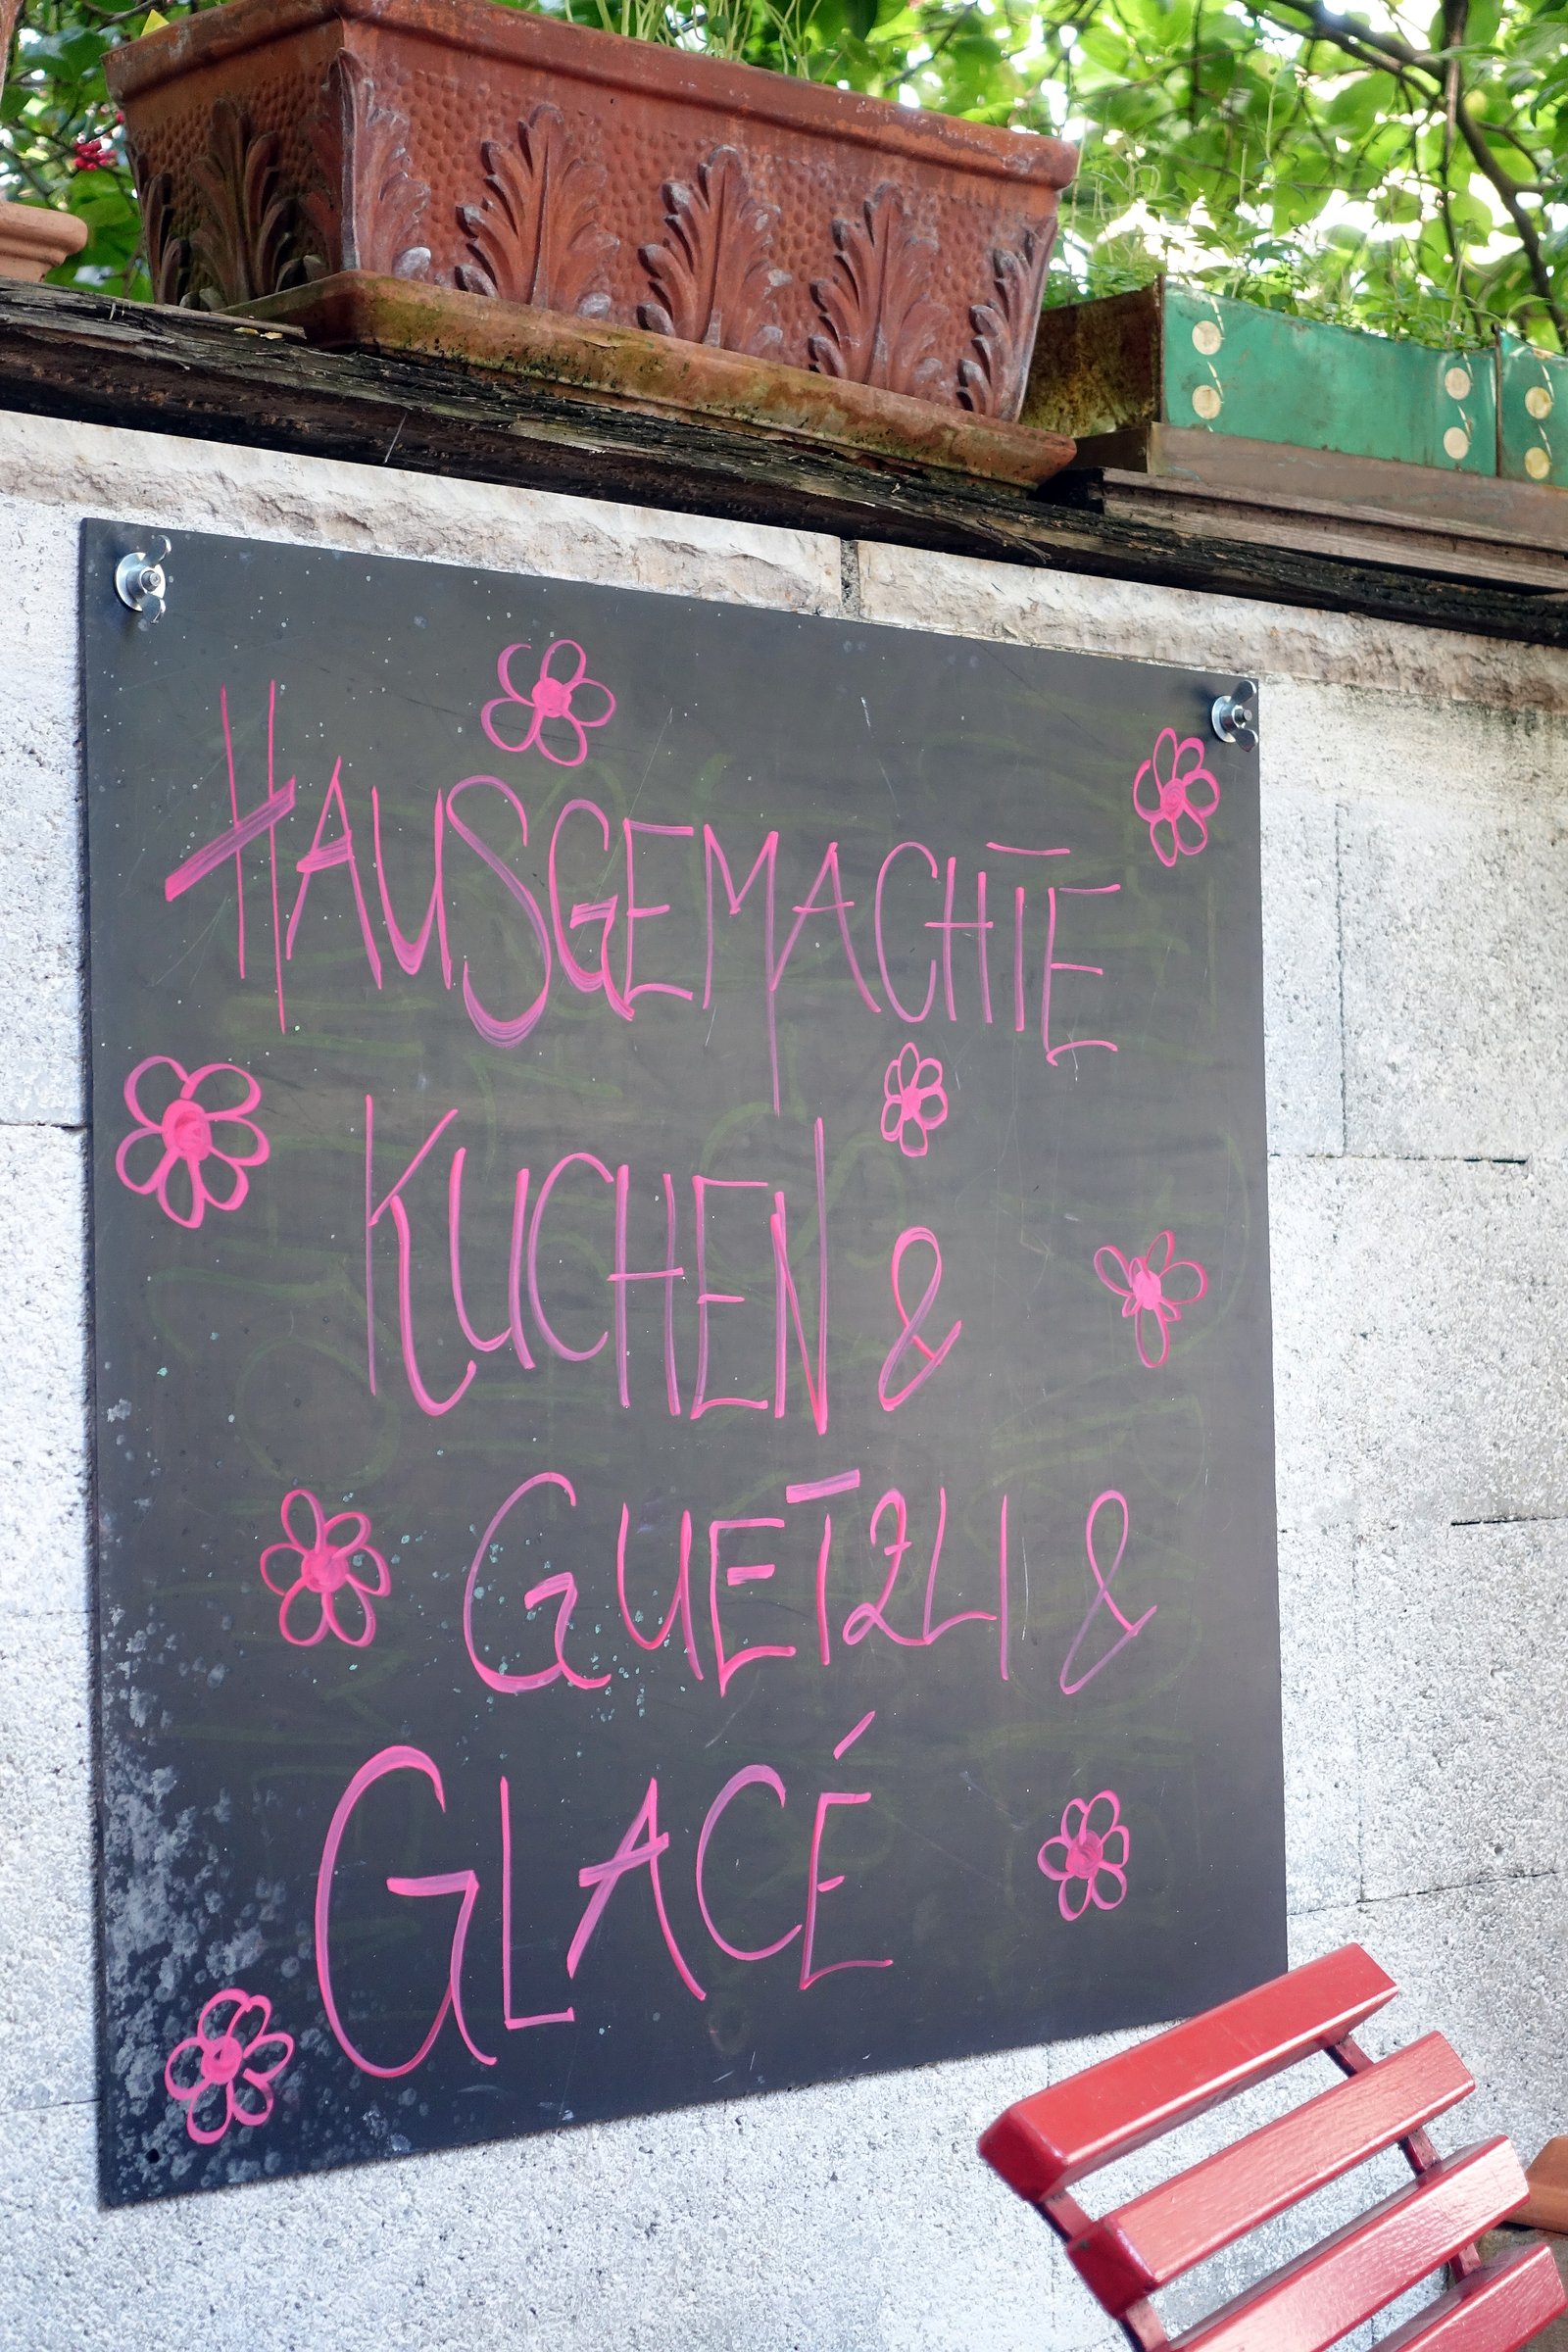 HAUSGEMACHTE
KUCHEN &
GUETZLI &
GLACÉ